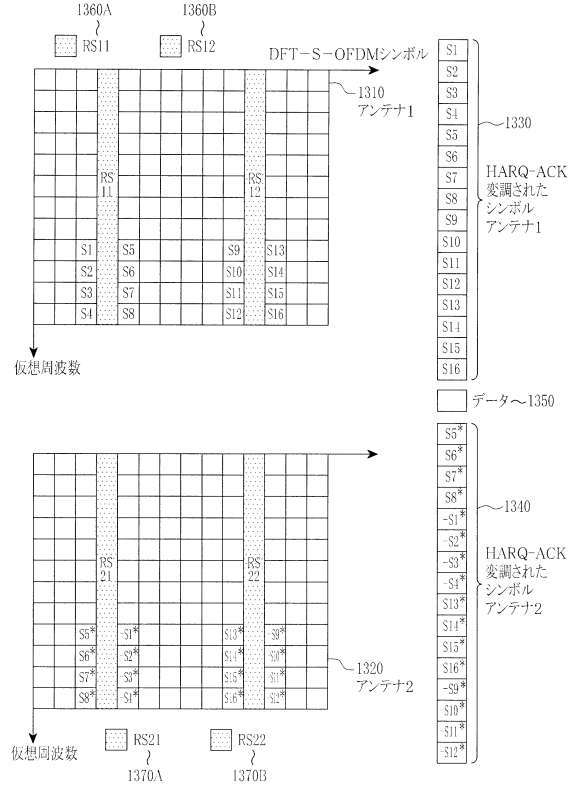 1360A
1360B
RS11
RS12
DFT-S-OFDMシンボル
1310
アンテナ1
RS
11
RS
12
S1 S5 S9 S13
S2 S6 S10 S14
S3 S7 S11 S15
S4 S8 S12 S16
仮想周波数
S1
S2
S3
S4
S5
S6
S7
S8
S9
S10
S11
S12
S13
S14
S15
S16
1330
HARQ-ACK
変調された
シンボル
アンテナ1
データ～1350
RS
21
RS
22
S5* -S1* S13* -S9*
S6* -S2* S14* -S10*
S7* -S3* S15* -S11*
S8* -S4* S16* -S12*
1320
アンテナ2
仮想周波数
RS21
RS22
1370A
1370B
S5*
S6*
S7*
S8*
-S1*
-S2*
-S3*
-S4*
S13*
S14*
S15*
S16*
-S9*
S10*
-S11*
-S12*
1340
HARQ-ACK
変調された
シンボル
アンテナ2